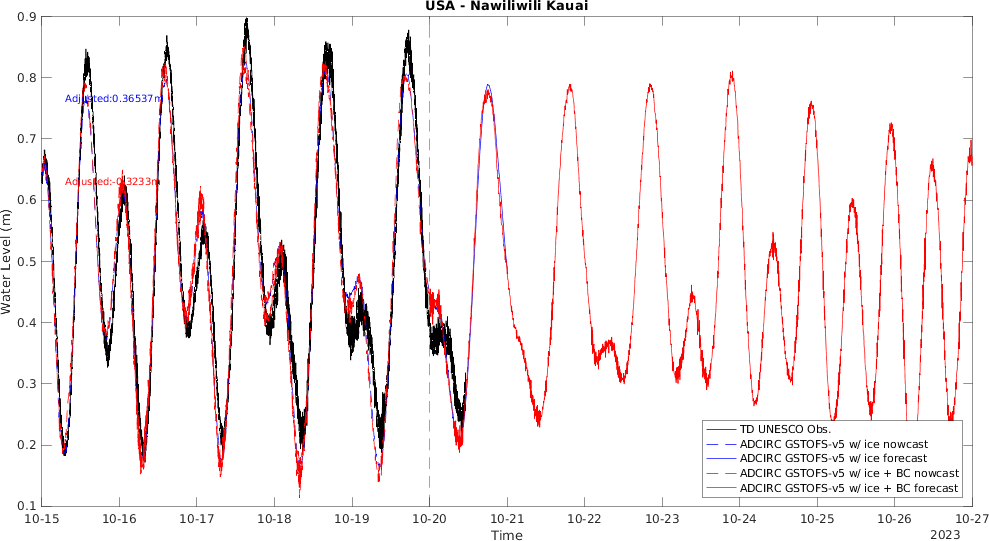 USA - Nawiliwili Kauai
0.9
0.8
0.7
0.6
0.5
0.4
0.3
0.2
0.1
Water Level (m)
Adjusted:0.36537m
Adjusted:-0.3233m
TD UNESCO Obs.
ADCIRC GSTOFS-v5 w/ ice nowcast
ADCIRC GSTOFS-v5 w/ ice forecast
ADCIRC GSTOFS-v5 w/ ice + BC nowcast
ADCIRC GSTOFS-v5 w/ ice + BC forecast
10-15 10-16 10-17 10-18 10-19 10-20 10-21 10-22 10-23 10-24 10-25 10-26 10-27
Time
2023